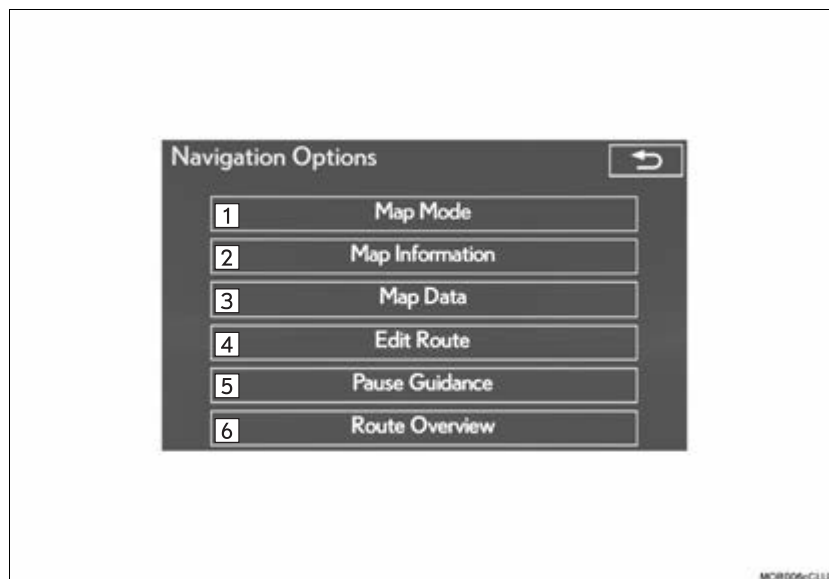 Navigation Options
1 Map Mode
2 Map Information
3 Map Data
4 Edit Route
5 Pause Guidance
6 Route Overview